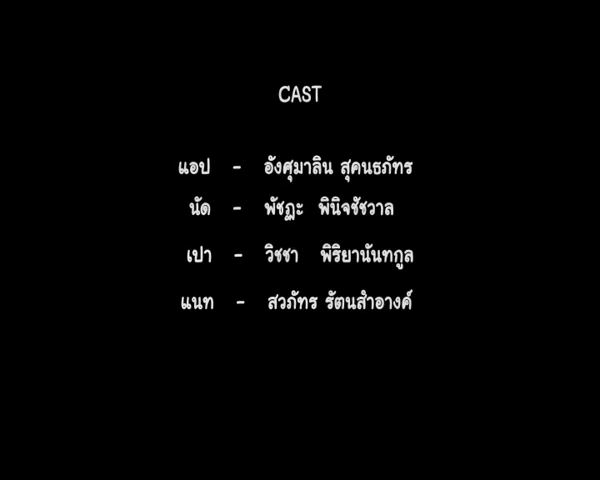 CAST
แอป - อังศุมาลิน สุคนธภัทร
นัด - พัชฏะ พินิจชัชวาล
เปา - วิชชา พิริยานันทกูล
แนท - สวภัทร รัตนสำอางค์